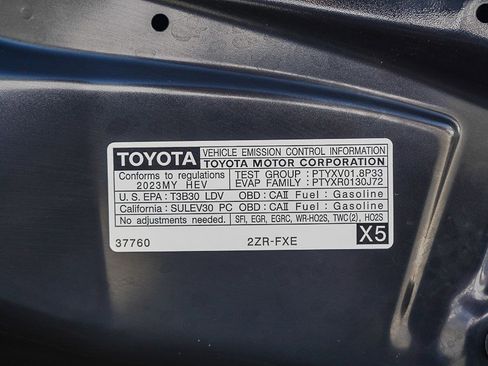 TOYOTA VEHICLE EMISSION CONTROL INFORMATION
TOYOTA MOTOR CORPORATION
Conforms to regulations TEST GROUP : PTYXV01.8P33
2023MY HEV EVAP FAMILY : PTYXR0130J72
U.S. EPA : T3B30 LDV OBD : CAⅡ Fuel : Gasoline
California : SULEV30 PC OBD : CAⅡ Fuel : Gasoline
No adjustments needed. SFI, EGR, EGRC, WR-HO2S, TWC(2), HO2S
37760 2ZR-FXE X5